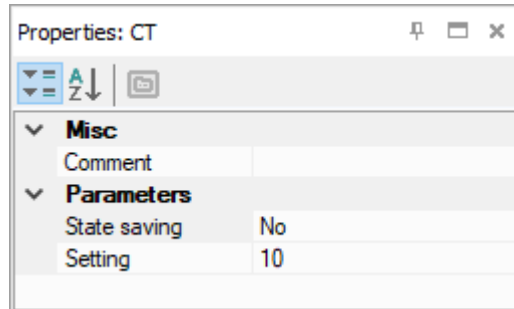 Properties: CT
A
Z
Misc
Comment
Parameters
State saving No
Setting 10